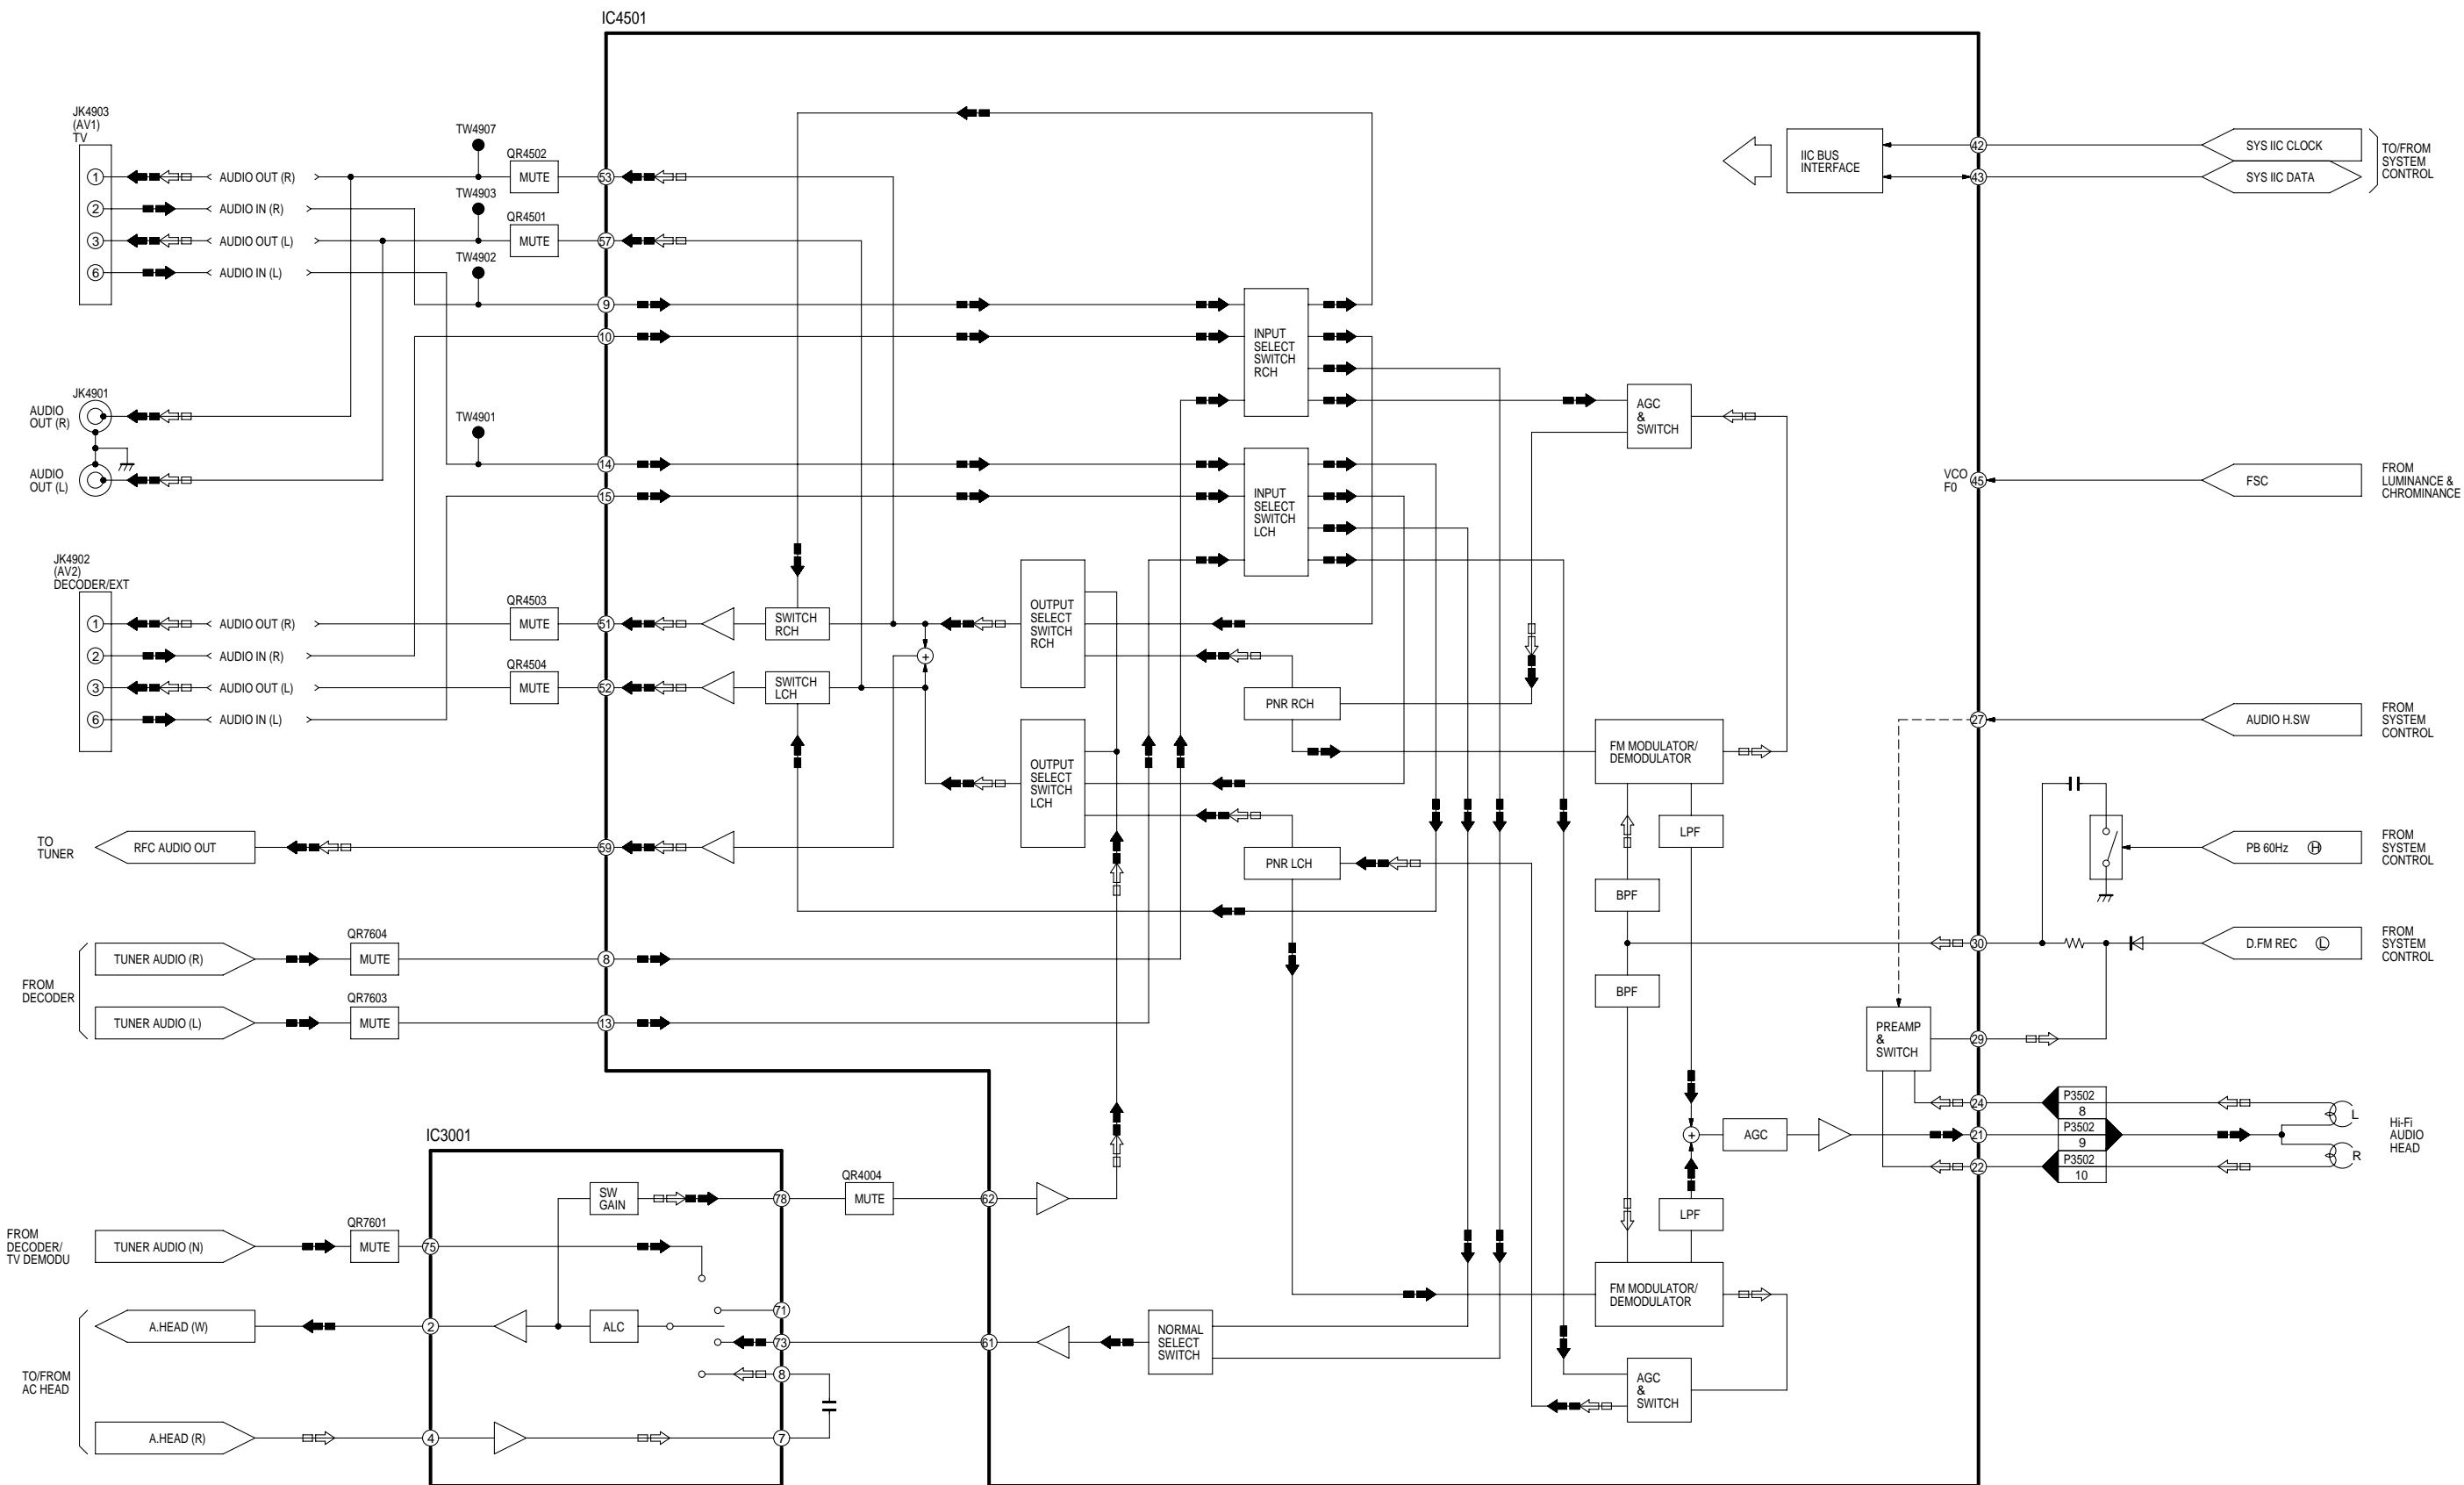 IC4501
JK4903
(AV1)
TV
1
AUDIO OUT (R)
2
AUDIO IN (R)
3
AUDIO OUT (L)
6
AUDIO IN (L)
TW4907
QR4502
MUTE
53
TW4903
QR4501
MUTE
57
TW4902
9
10
JK4901
AUDIO
OUT (R)
AUDIO
OUT (L)
TW4901
14
15
INPUT
SELECT
SWITCH
RCH
INPUT
SELECT
SWITCH
LCH
AGC
&
SWITCH
IIC BUS
INTERFACE
42
SYS IIC CLOCK
43
SYS IIC DATA
TO/FROM
SYSTEM
CONTROL
VCO
F0
45
FSC
FROM
LUMINANCE &
CHROMINANCE
JK4902
(AV2)
DECODER/EXT
1
AUDIO OUT (R)
2
AUDIO IN (R)
3
AUDIO OUT (L)
6
AUDIO IN (L)
QR4503
MUTE
51
QR4504
MUTE
52
SWITCH
RCH
SWITCH
LCH
+
OUTPUT
SELECT
SWITCH
RCH
OUTPUT
SELECT
SWITCH
LCH
PNR RCH
PNR LCH
FM MODULATOR/
DEMODULATOR
LPF
BPF
BPF
27
AUDIO H.SW
FROM
SYSTEM
CONTROL
PB 60Hz
H
FROM
SYSTEM
CONTROL
30
D.FM REC
L
FROM
SYSTEM
CONTROL
TO
TUNER
RFC AUDIO OUT
59
FROM
DECODER
TUNER AUDIO (R)
QR7604
MUTE
8
TUNER AUDIO (L)
QR7603
MUTE
13
PREAMP
&
SWITCH
29
24
P3502
8
L
21
P3502
9
22
P3502
10
R
Hi-Fi
AUDIO
HEAD
+
AGC
LPF
FM MODULATOR/
DEMODULATOR
AGC
&
SWITCH
IC3001
SW
GAIN
78
QR4004
MUTE
62
FROM
DECODER/
TV DEMODU
TUNER AUDIO (N)
QR7601
MUTE
75
71
TO/FROM
AC HEAD
A.HEAD (W)
2
ALC
73
61
NORMAL
SELECT
SWITCH
8
A.HEAD (R)
4
7